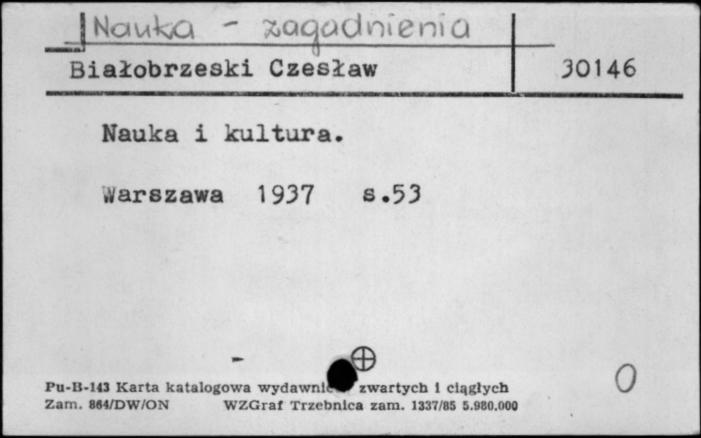 Nauka - zagadnienia
Białobrzeski Czesław 30146
Nauka i kultura.
Warszawa 1937 s.53
Pu-B-143 Karta katalogowa zwartych i ciągłych
Zam. 864/DW/ON WZGraf Trzebnica zam. 1337/85 5.980.000
0